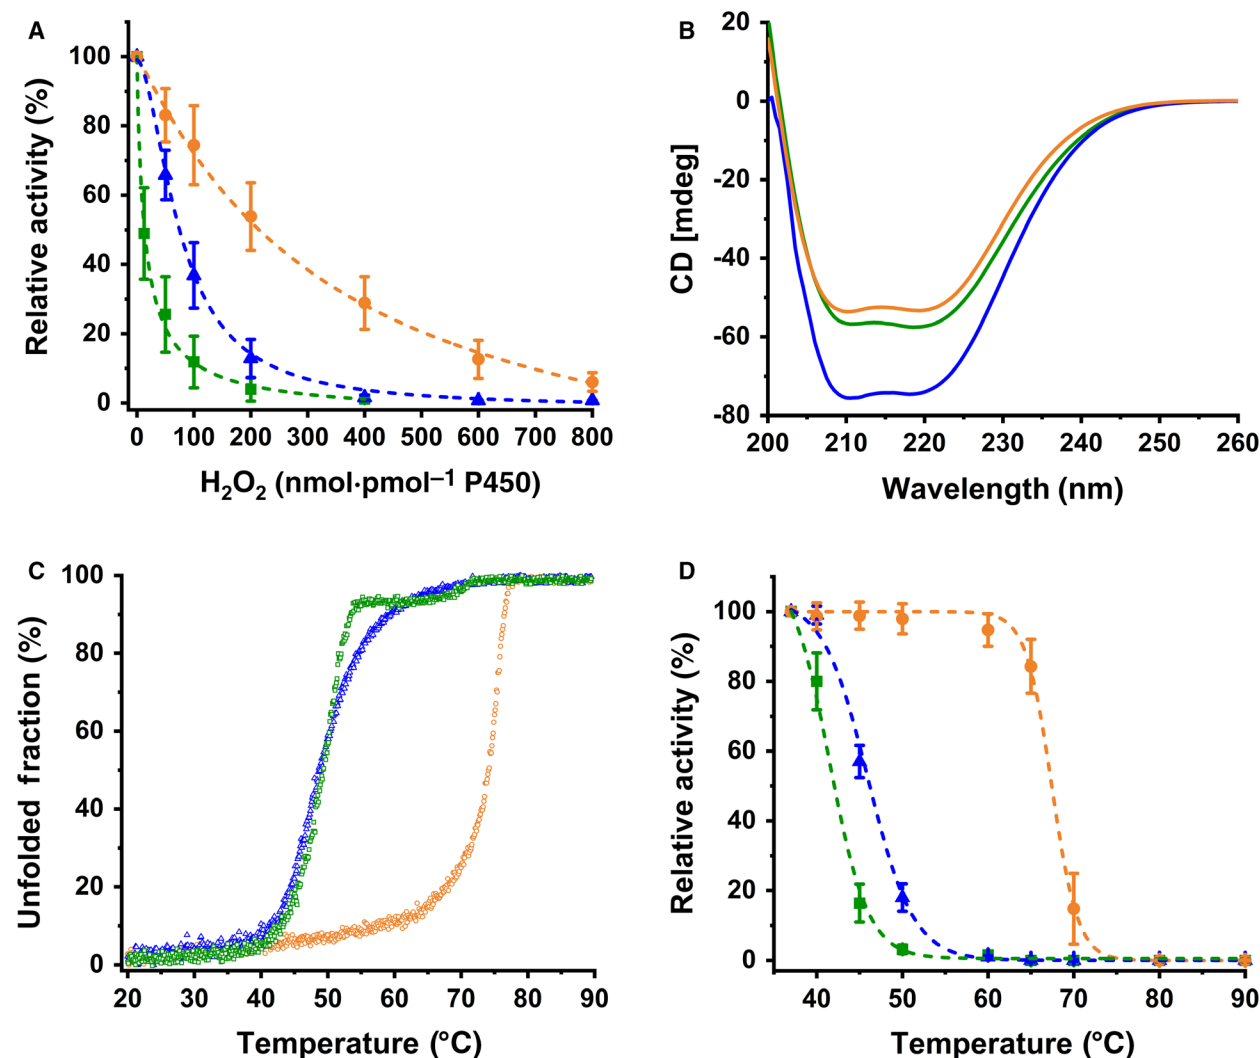 A
Relative activity (%)
100
80
60
40
20
0
0 100 200 300 400 500 600 700 800
H₂O₂ (nmol·pmol⁻¹ P450)
B
CD [mdeg]
20
0
-20
-40
-60
-80
200 210 220 230 240 250 260
Wavelength (nm)
C
Unfolded fraction (%)
100
80
60
40
20
0
20 30 40 50 60 70 80 90
Temperature (°C)
D
Relative activity (%)
100
80
60
40
20
0
40 50 60 70 80 90
Temperature (°C)